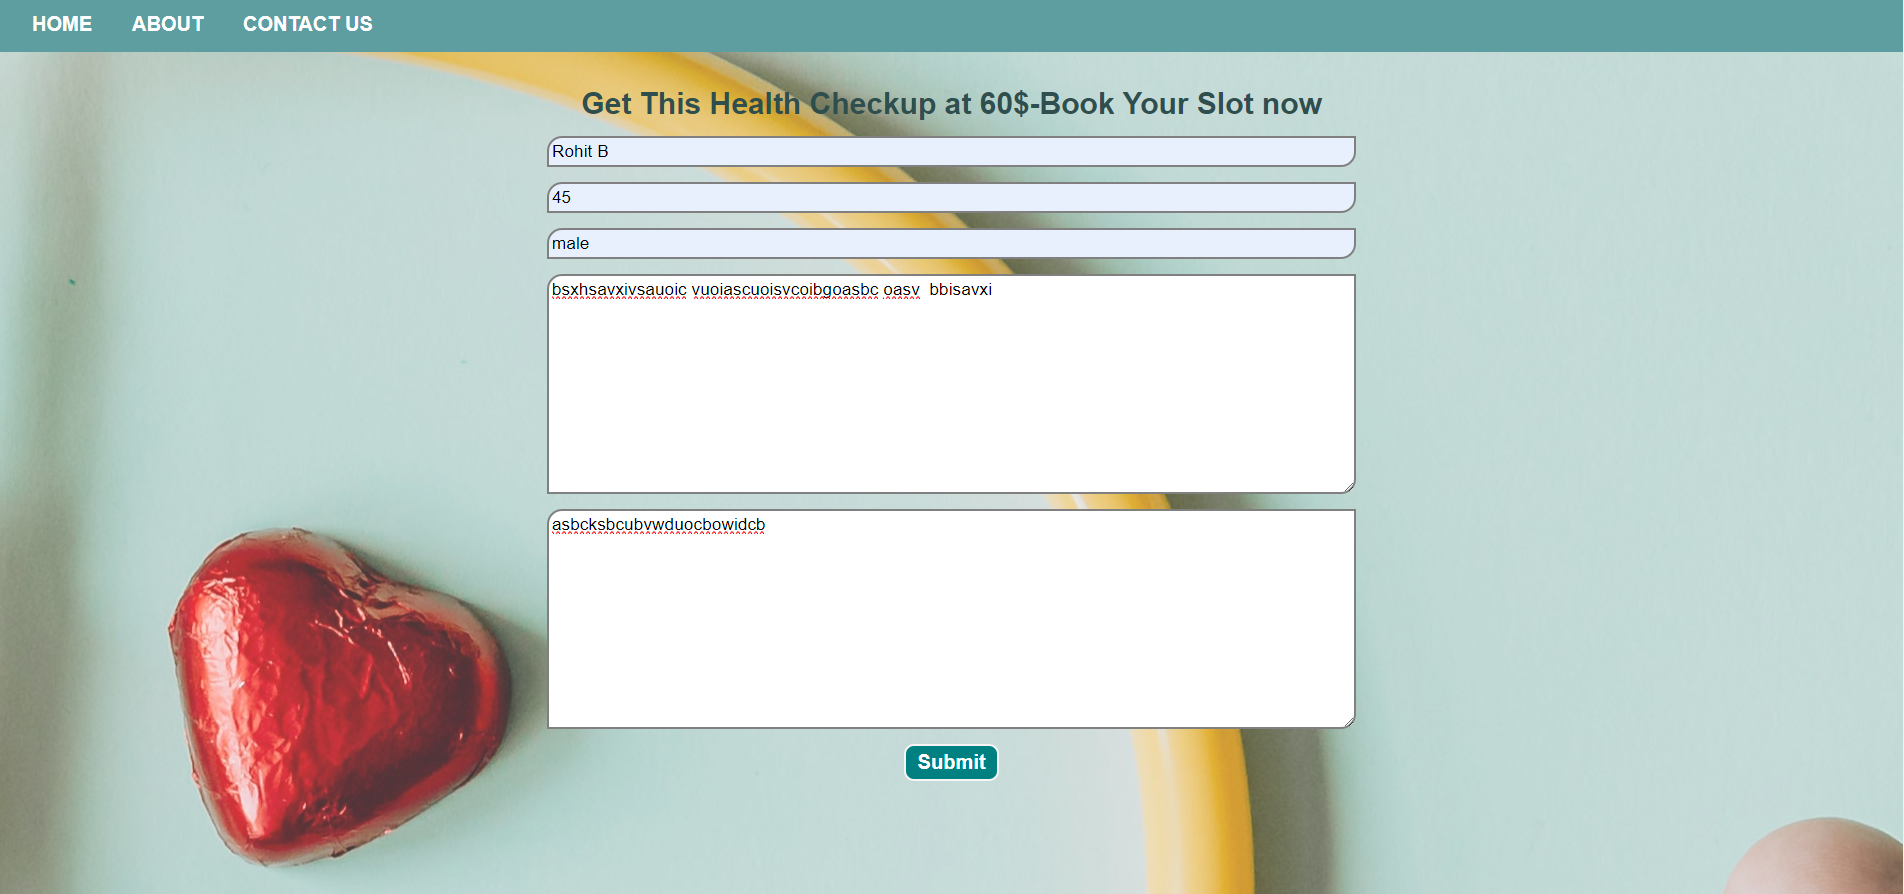 HOME ABOUT CONTACT US
Get This Health Checkup at 60$-Book Your Slot now
Rohit B
45
male
bsxhsavxivsauoic vuoiascuoisvcoibgoasbc oasv  bbisavxi
asbcksbcubvwduocbowidcb
Submit